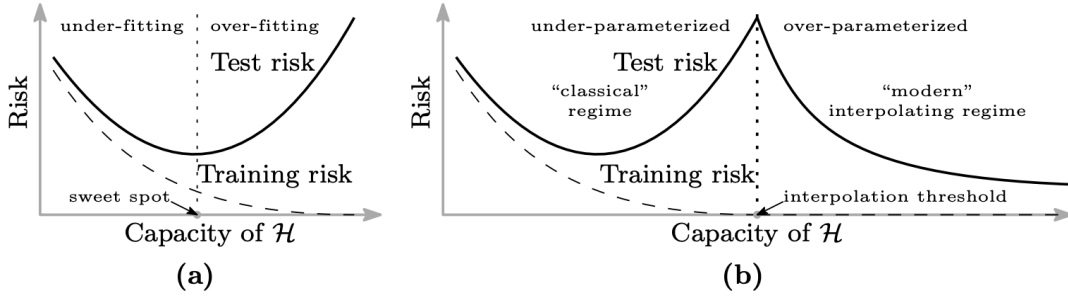 under-fitting
over-fitting
Test risk
Risk
Training risk
sweet spot
Capacity of ℋ
(a)
under-parameterized
over-parameterized
Test risk
“classical”
regime
“modern”
interpolating regime
Risk
Training risk
interpolation threshold
Capacity of ℋ
(b)